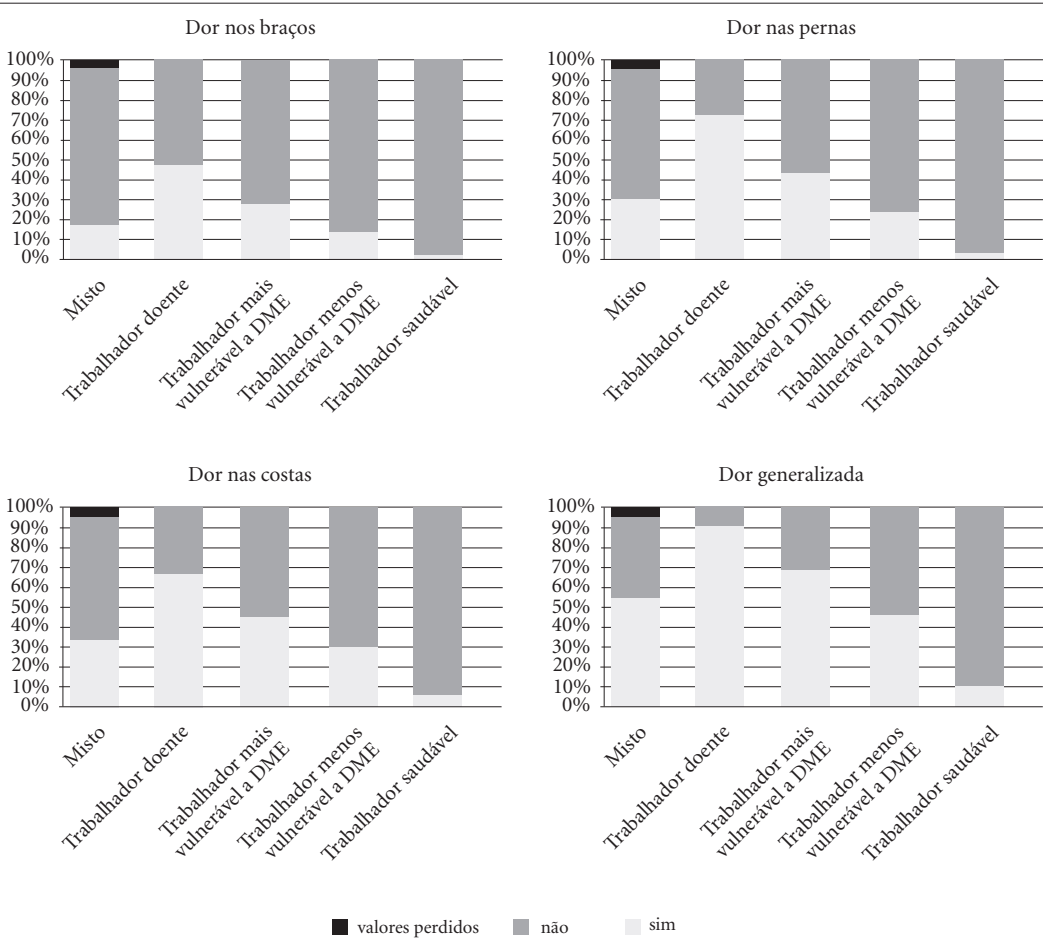 Dor nos braços
100%
90%
80%
70%
60%
50%
40%
30%
20%
10%
0%
Misto
Trabalhador doente
Trabalhador mais
vulnerável a DME
Trabalhador menos
vulnerável a DME
Trabalhador saudável
Dor nas pernas
100%
90%
80%
70%
60%
50%
40%
30%
20%
10%
0%
Misto
Trabalhador doente
Trabalhador mais
vulnerável a DME
Trabalhador menos
vulnerável a DME
Trabalhador saudável
Dor nas costas
100%
90%
80%
70%
60%
50%
40%
30%
20%
10%
0%
Misto
Trabalhador doente
Trabalhador mais
vulnerável a DME
Trabalhador menos
vulnerável a DME
Trabalhador saudável
Dor generalizada
100%
90%
80%
70%
60%
50%
40%
30%
20%
10%
0%
Misto
Trabalhador doente
Trabalhador mais
vulnerável a DME
Trabalhador menos
vulnerável a DME
Trabalhador saudável
valores perdidos não sim